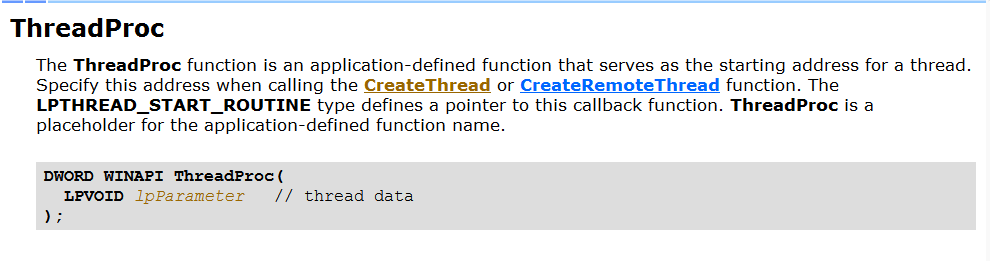 ThreadProc
The ThreadProc function is an application-defined function that serves as the starting address for a thread.
Specify this address when calling the CreateThread or CreateRemoteThread function. The
LPTHREAD_START_ROUTINE type defines a pointer to this callback function. ThreadProc is a
placeholder for the application-defined function name.
DWORD WINAPI ThreadProc(
  LPVOID lpParameter   // thread data
);